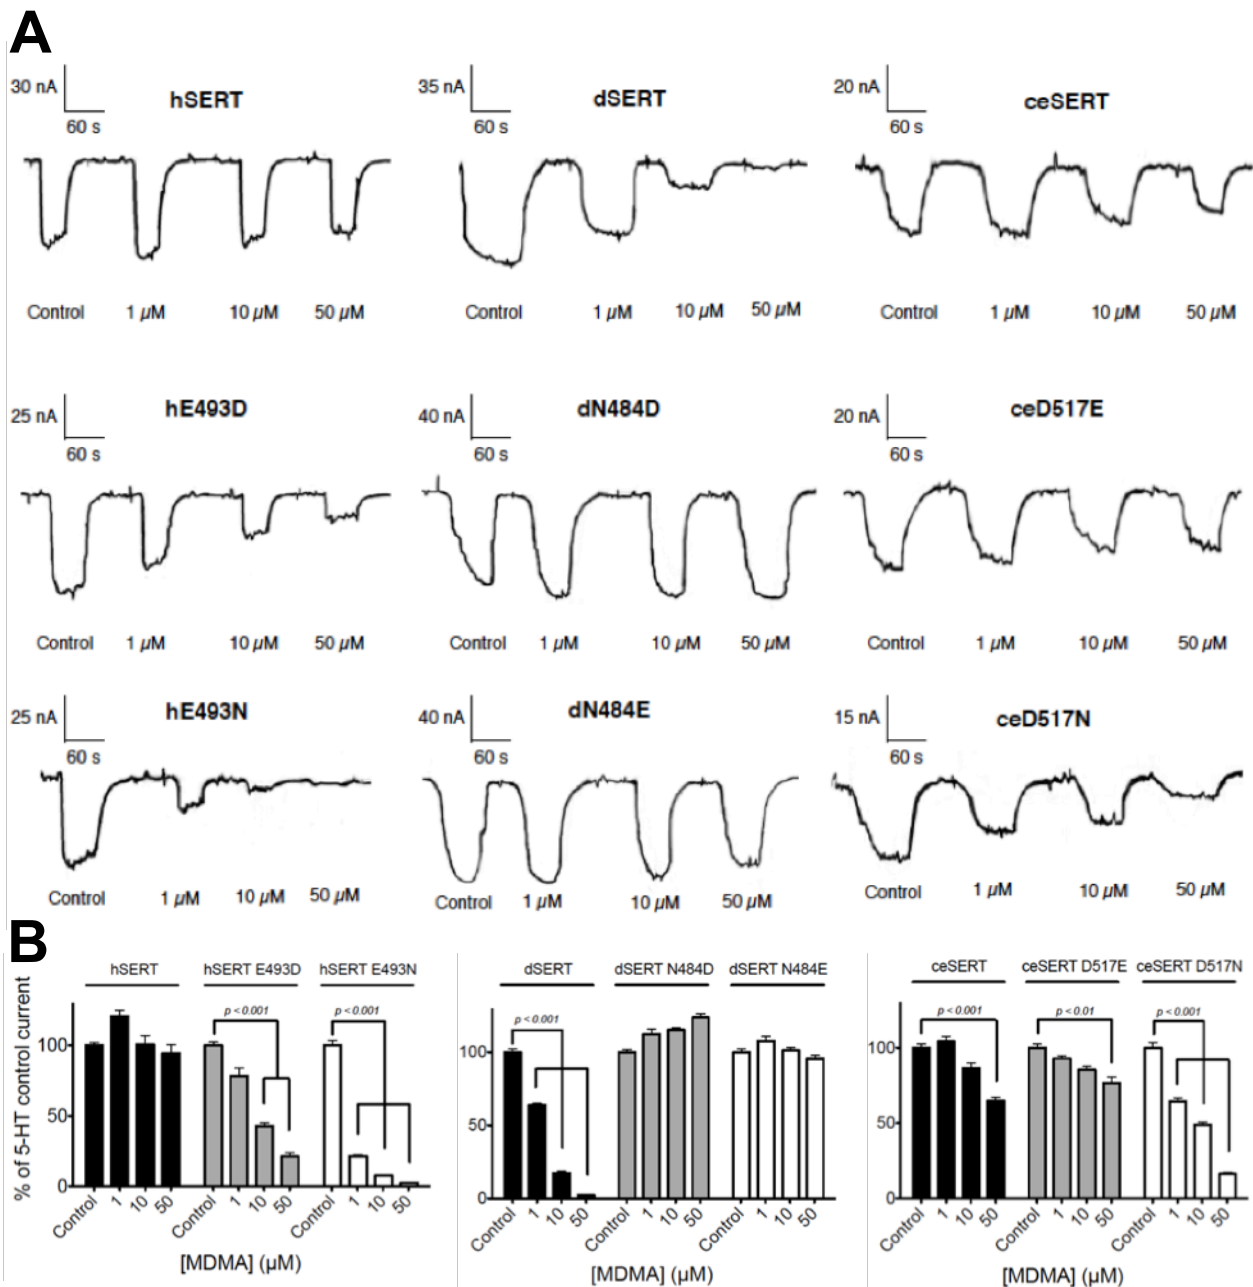 A
30 nA
hSERT
60 s
35 nA
dSERT
60 s
20 nA
ceSERT
60 s
Control 1 µM 10 µM 50 µM
Control 1 µM 10 µM 50 µM
Control 1 µM 10 µM 50 µM
25 nA
hE493D
60 s
40 nA
dN484D
60 s
20 nA
ceD517E
60 s
Control 1 µM 10 µM 50 µM
Control 1 µM 10 µM 50 µM
Control 1 µM 10 µM 50 µM
25 nA
hE493N
60 s
40 nA
dN484E
60 s
15 nA
ceD517N
60 s
Control 1 µM 10 µM 50 µM
Control 1 µM 10 µM 50 µM
Control 1 µM 10 µM 50 µM
B
% of 5-HT control current
hSERT hSERT E493D hSERT E493N
p < 0.001 p < 0.001
100
50
0
Control 1 10 50 Control 1 10 50 Control 1 10 50
[MDMA] (µM)
dSERT dSERT N484D dSERT N484E
p < 0.001
100
50
0
Control 1 10 50 Control 1 10 50 Control 1 10 50
[MDMA] (µM)
ceSERT ceSERT D517E ceSERT D517N
p < 0.001 p < 0.01 p < 0.001
100
50
0
Control 1 10 50 Control 1 10 50 Control 1 10 50
[MDMA] (µM)